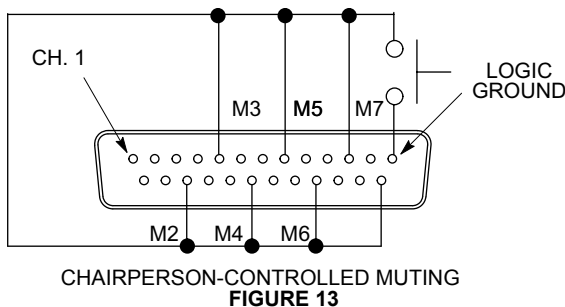 CH. 1
LOGIC
GROUND
M3 M5 M7
M2 M4 M6
CHAIRPERSON-CONTROLLED MUTING
FIGURE 13